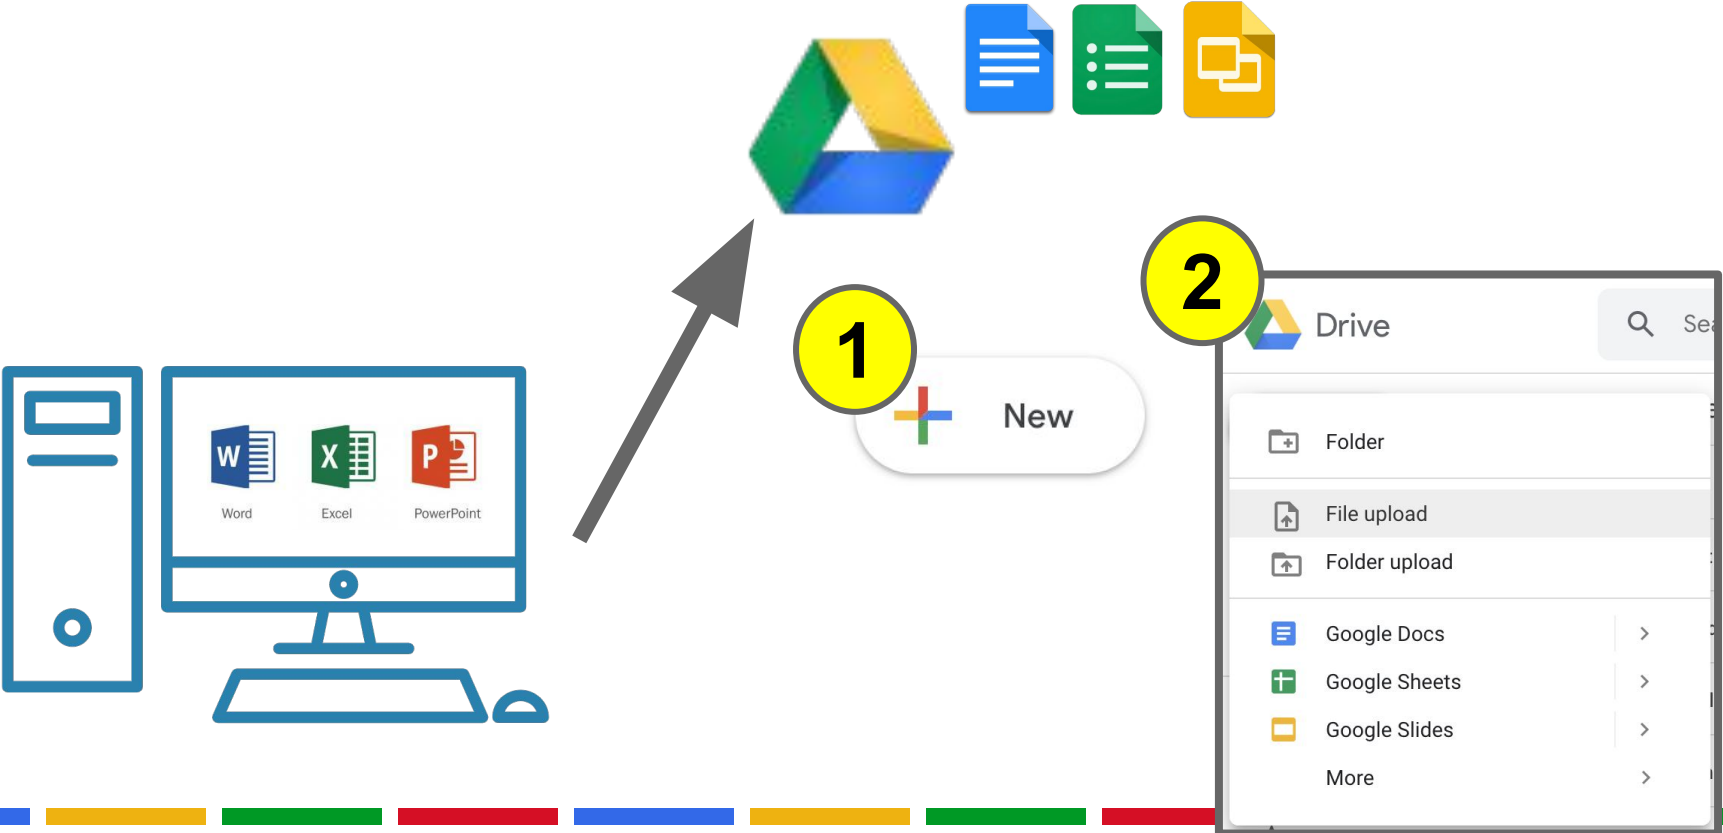 1
New
2
Drive
W
X
P
Word
Excel
PowerPoint
Folder
File upload
Folder upload
Google Docs
Google Sheets
Google Slides
More